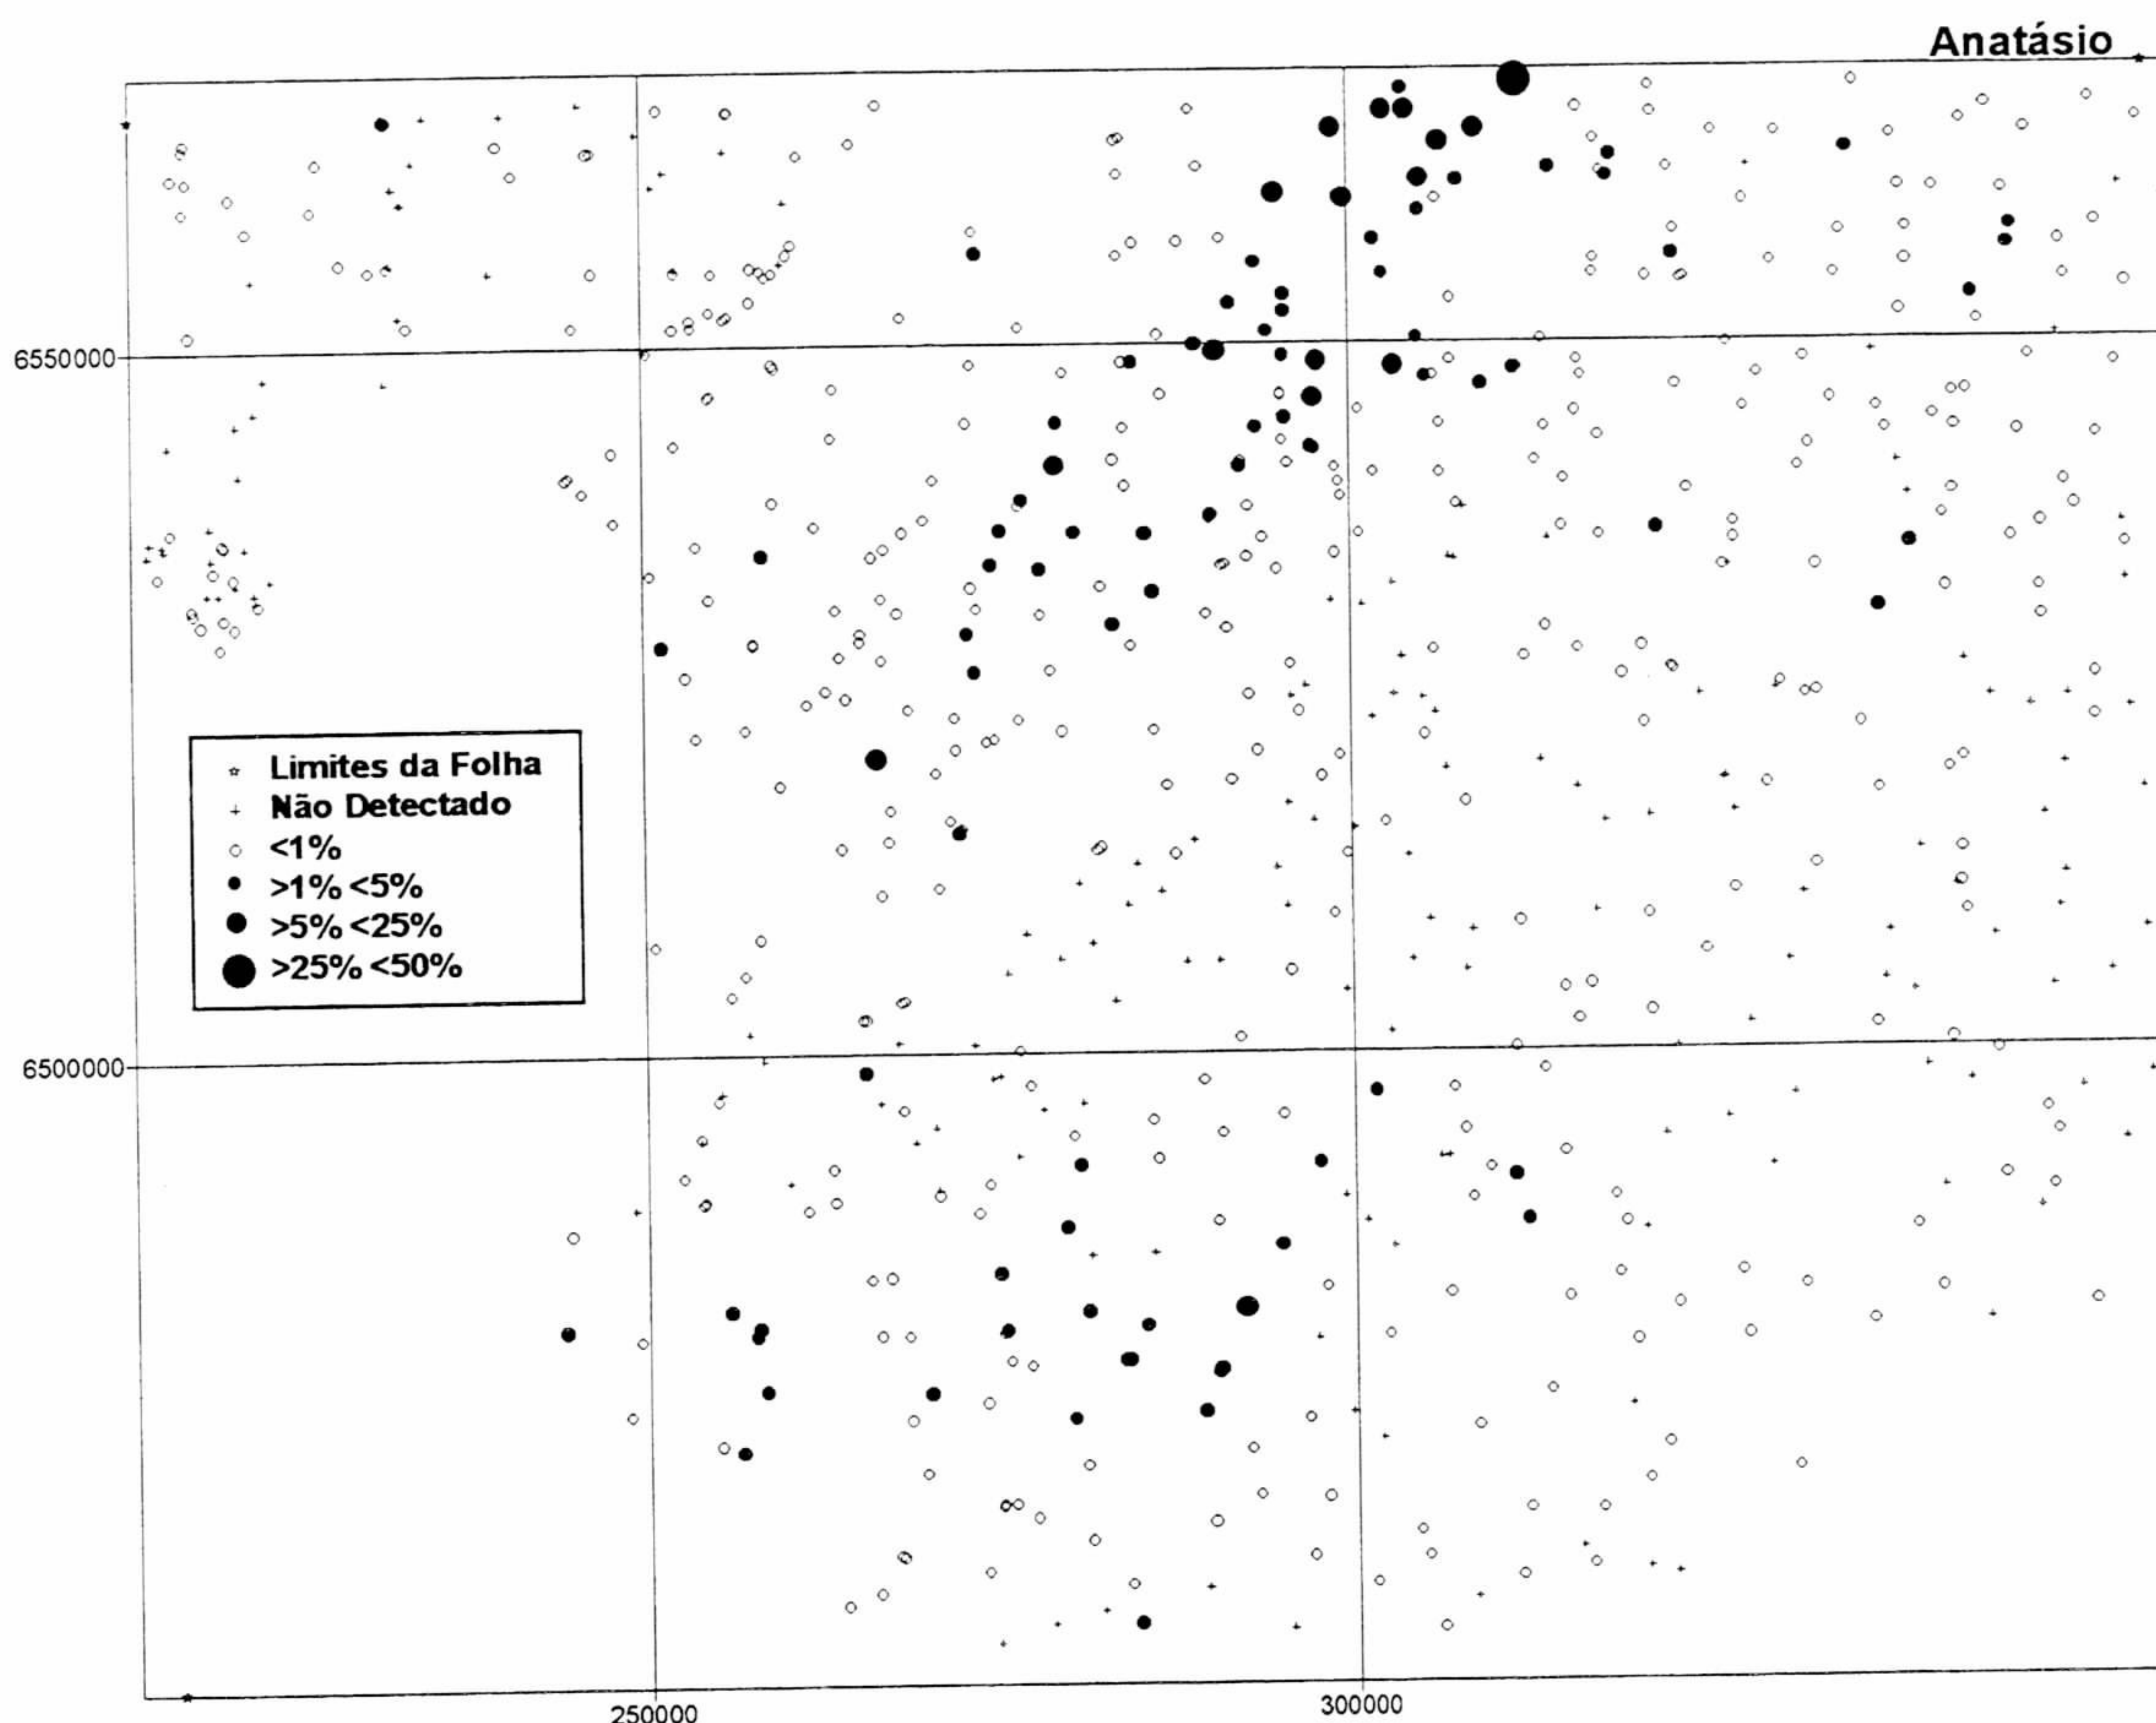 Anatásio
6550000
Limites da Folha
Não Detectado
<1%
>1% <5%
>5% <25%
>25% <50%
6500000
250000
300000